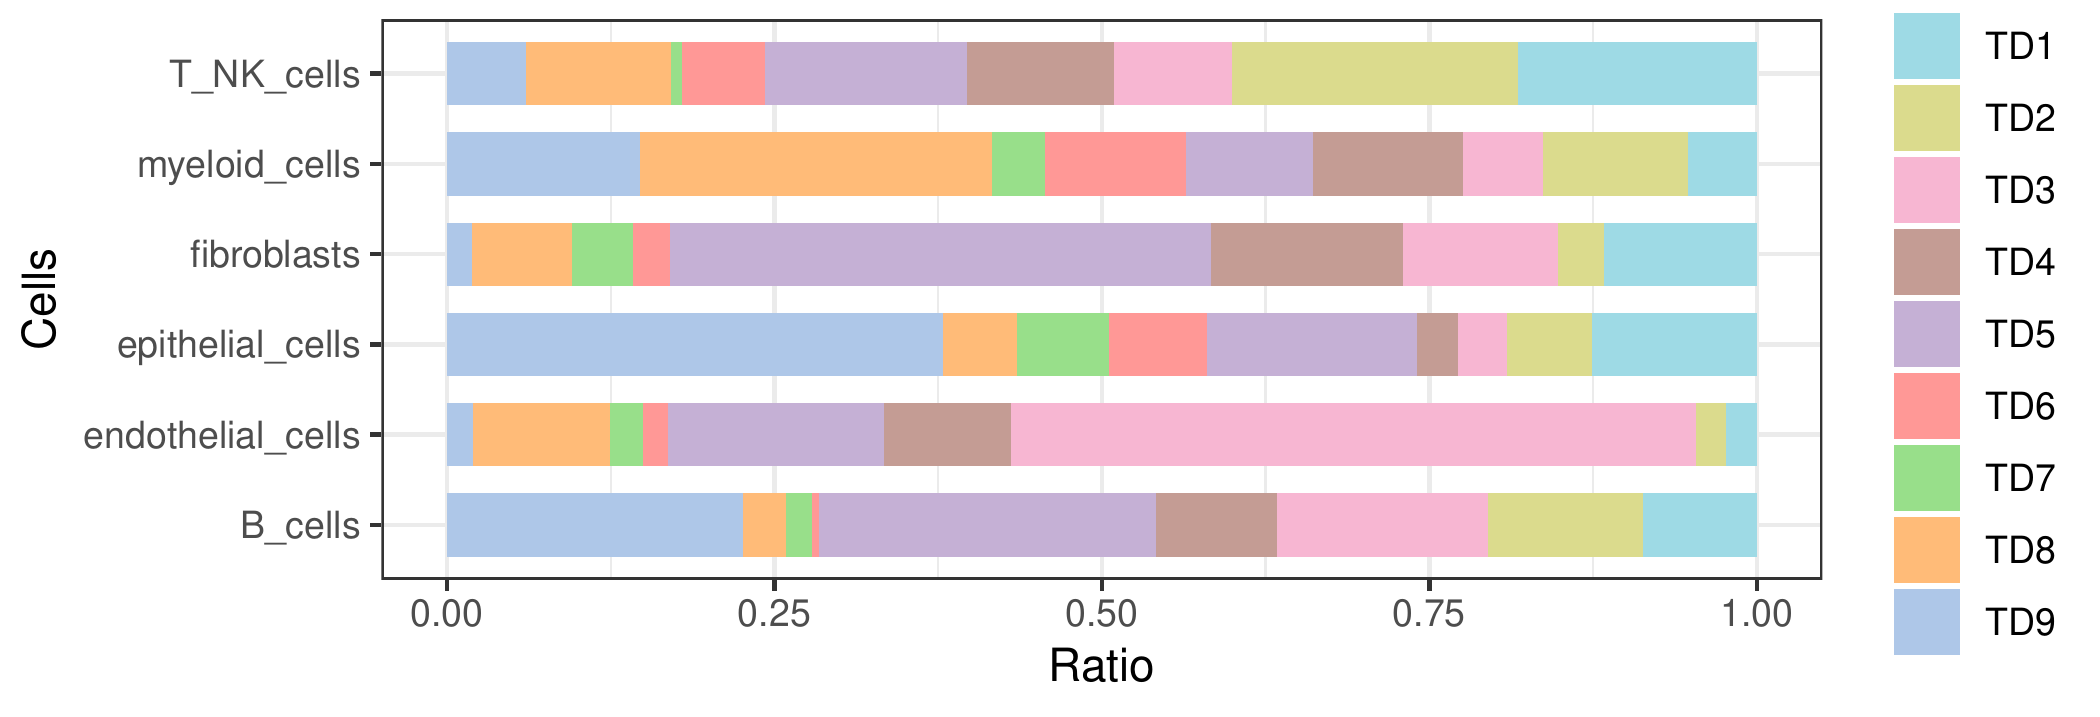 T_NK_cells
myeloid_cells
fibroblasts
epithelial_cells
endothelial_cells
B_cells
Cells
0.00 0.25 0.50 0.75 1.00
Ratio
TD1
TD2
TD3
TD4
TD5
TD6
TD7
TD8
TD9